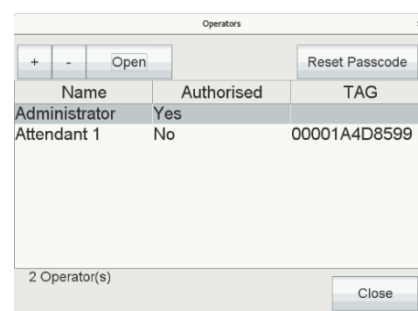 Operators
+ - Open Reset Passcode
Name Authorised TAG
Administrator Yes
Attendant 1 No 00001A4D8599
2 Operator(s)
Close